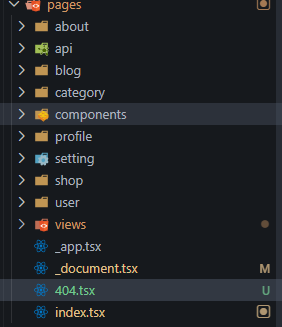 pages
about
api
blog
category
components
profile
setting
shop
user
views
_app.tsx
_document.tsx M
404.tsx U
index.tsx